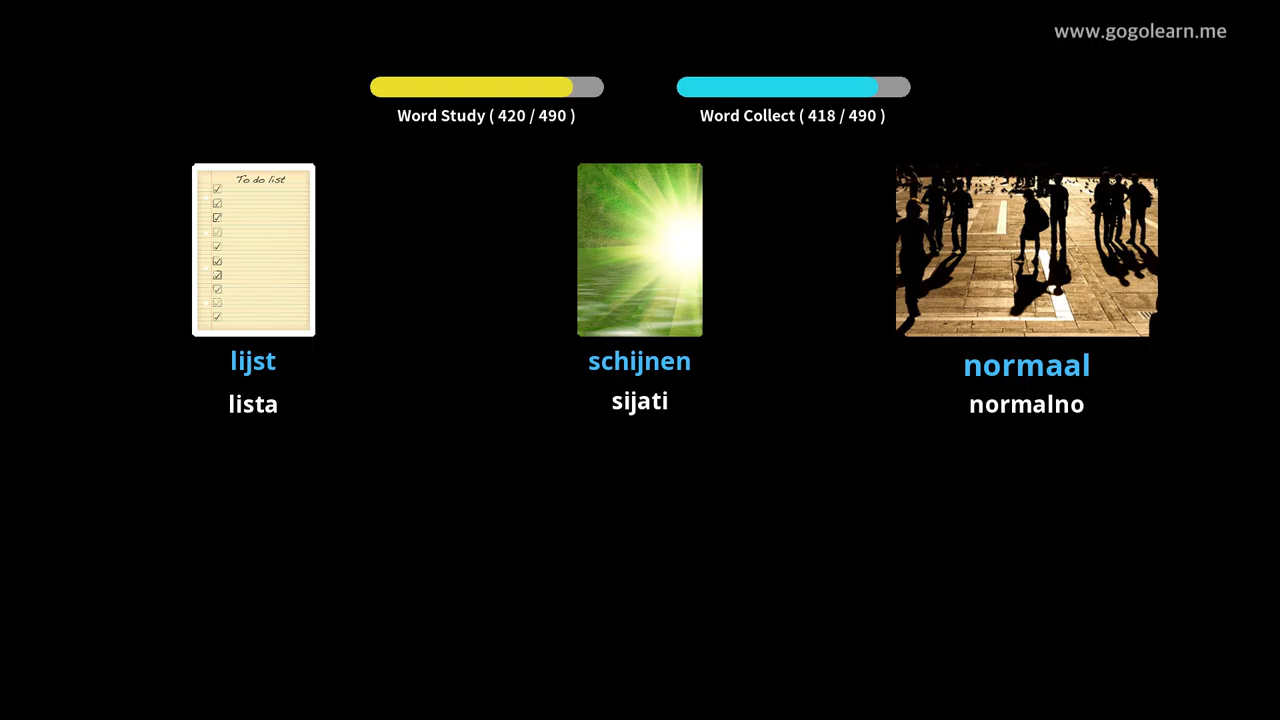 www.gogolearn.me
Word Study ( 420 / 490 )
Word Collect ( 418 / 490 )
To do list
lijst
schijnen
normaal
lista
sijati
normalno